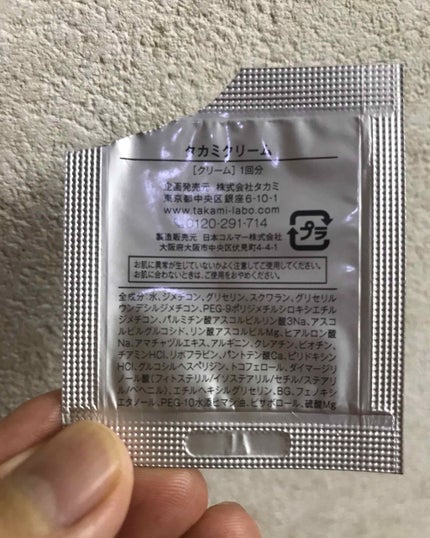 タカミクリーム
［クリーム］1回分
企画発売元 株式会社タカミ
東京都中央区銀座6-10-1
www.takami-labo.com
0120-291-714
製造販売元 日本コルマー株式会社
大阪府大阪市中央区伏見町4-4-1
プラ
お肌に異常が生じていないかよく注意してご使用してください。
お肌に合わないときは、ご使用をおやめください。
全成分：水、ジメチコン、グリセリン、スクワラン、グリセリル
ウンデシルジメチコン、PEG-9ポリジメチルシロキシエチル
ジメチコン、パルミチン酸アスコルビルリン酸3Na、アスコ
ルビルグルコシド、リン酸アスコルビルMg、ヒアルロン酸
Na、アマチャヅルエキス、アルギニン、クレアチン、ビオチン、
チアミンHCl、リボフラビン、パントテン酸Ca、ピリドキシン
HCl、グルコシルヘスペリジン、トコフェロール、ダイマージリ
ノール酸（フィトステリル/イソステアリル/セチル/ステアリ
ル/ベヘニル）、エチルヘキシルグリセリン、BG、フェノキシ
エタノール、PEG-10水添ヒマシ油、ビサボロール、硫酸Mg